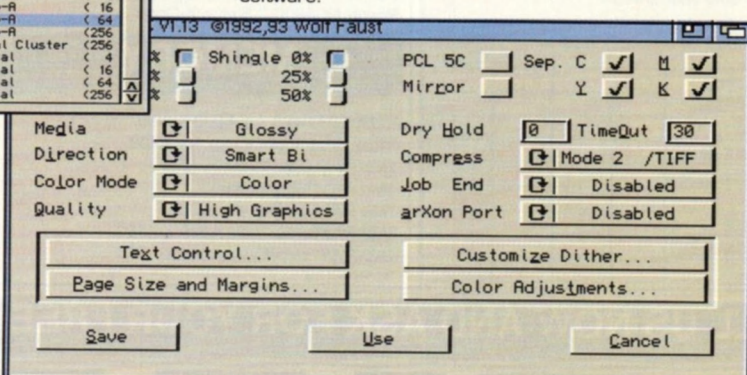 software.
-A ( 16
-A ( 64
-A (256
l Cluster (256
al ( 4
al ( 16
al ( 64
al (256
V1.13 ©1992,93 Wolf Faust
% Shingle 0%
% 25%
% 50%
PCL 5C Sep. C M
Mirror Y K
Media Glossy
Direction Smart Bi
Color Mode Color
Quality High Graphics
Dry Hold 0 TimeOut 30
Compress Mode 2 /TIFF
Job End Disabled
arXon Port Disabled
Text Control...
Customize Dither...
Page Size and Margins...
Color Adjustments...
Save
Use
Cancel